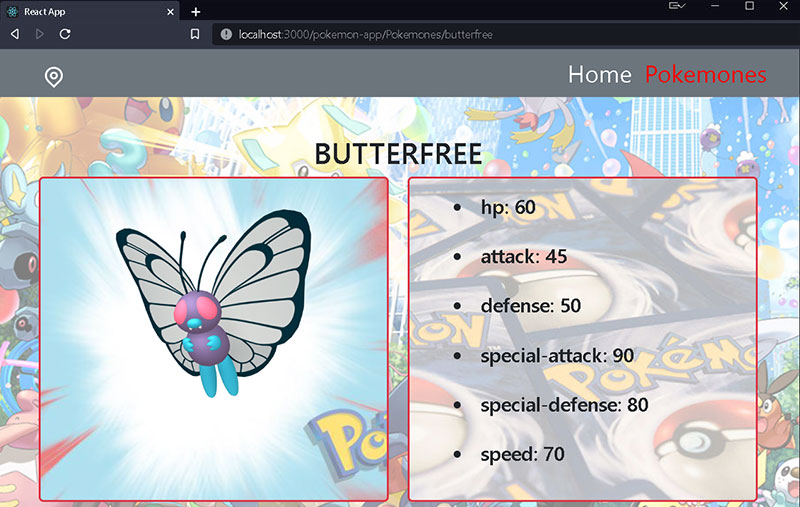 React App
localhost:3000/pokemon-app/Pokemones/butterfree
Home Pokemones
BUTTERFREE
hp: 60
attack: 45
defense: 50
special-attack: 90
special-defense: 80
speed: 70
Pokémon